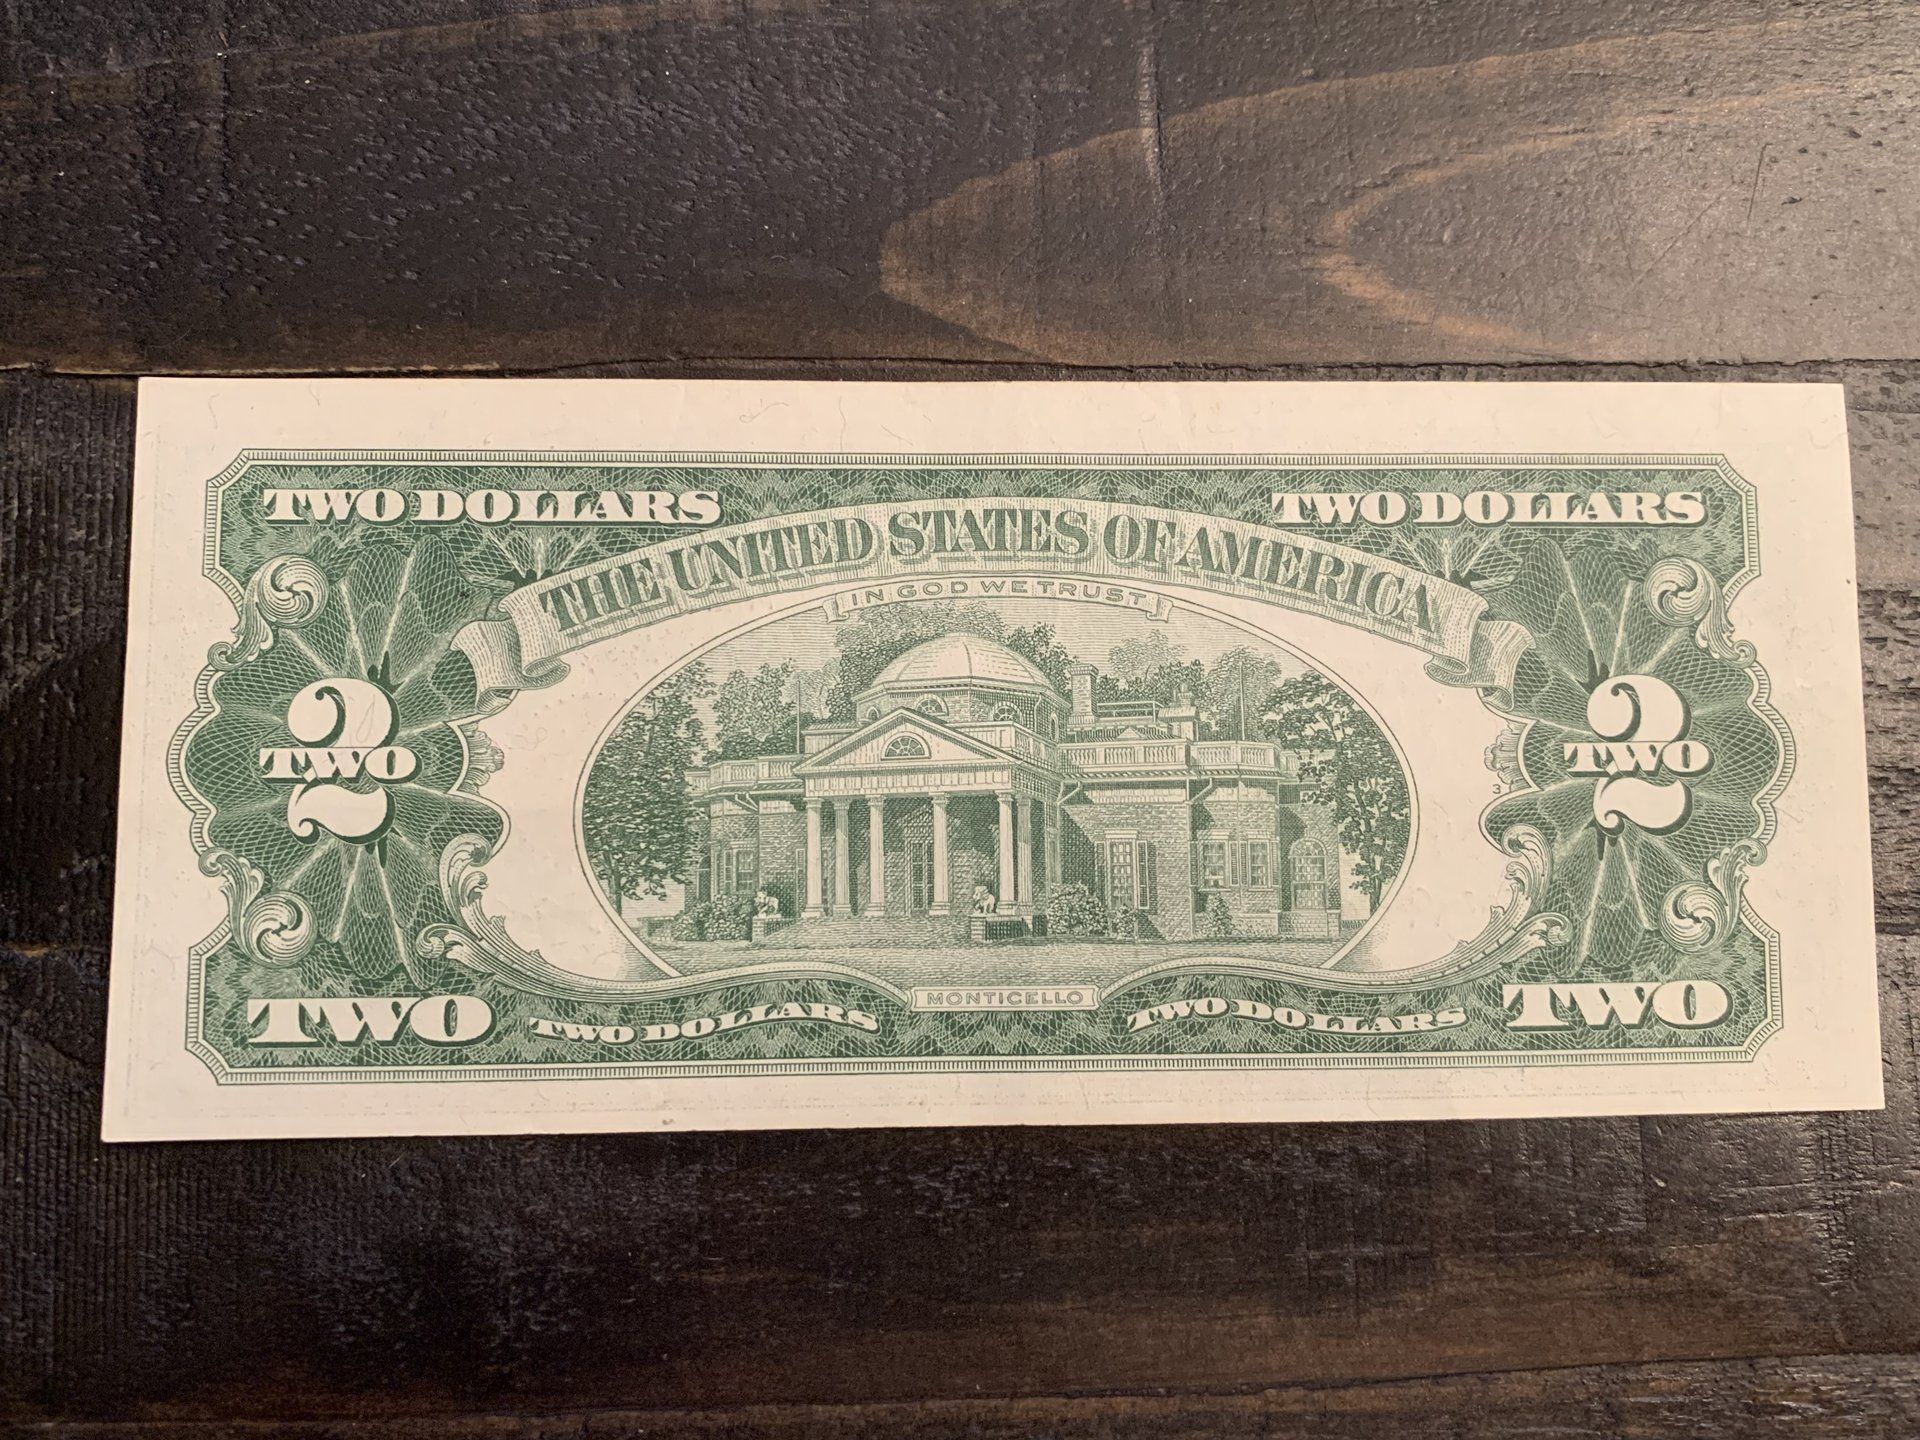 TWO DOLLARS
TWO DOLLARS
THE UNITED STATES OF AMERICA
IN GOD WE TRUST
2
TWO
2
TWO
3
MONTICELLO
TWO
TWO DOLLARS
TWO DOLLARS
TWO